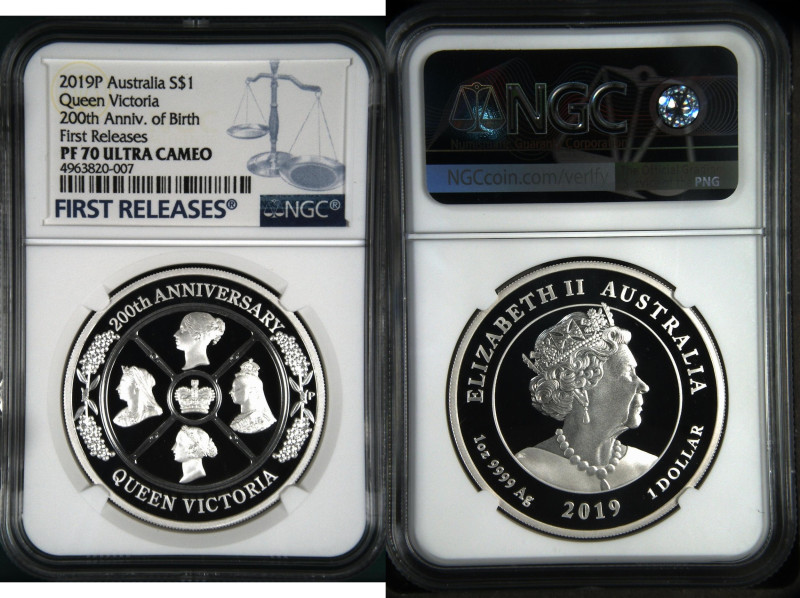 2019P Australia S$1
Queen Victoria
200th Anniv. of Birth
First Releases
PF 70 ULTRA CAMEO
4963820-007
FIRST RELEASES®
NGC
200th ANNIVERSARY
P
QUEEN VICTORIA
NGC
NGCcoin.com/verify
PNG
ELIZABETH II AUSTRALIA
1oz 9999 Ag
2019
1 DOLLAR